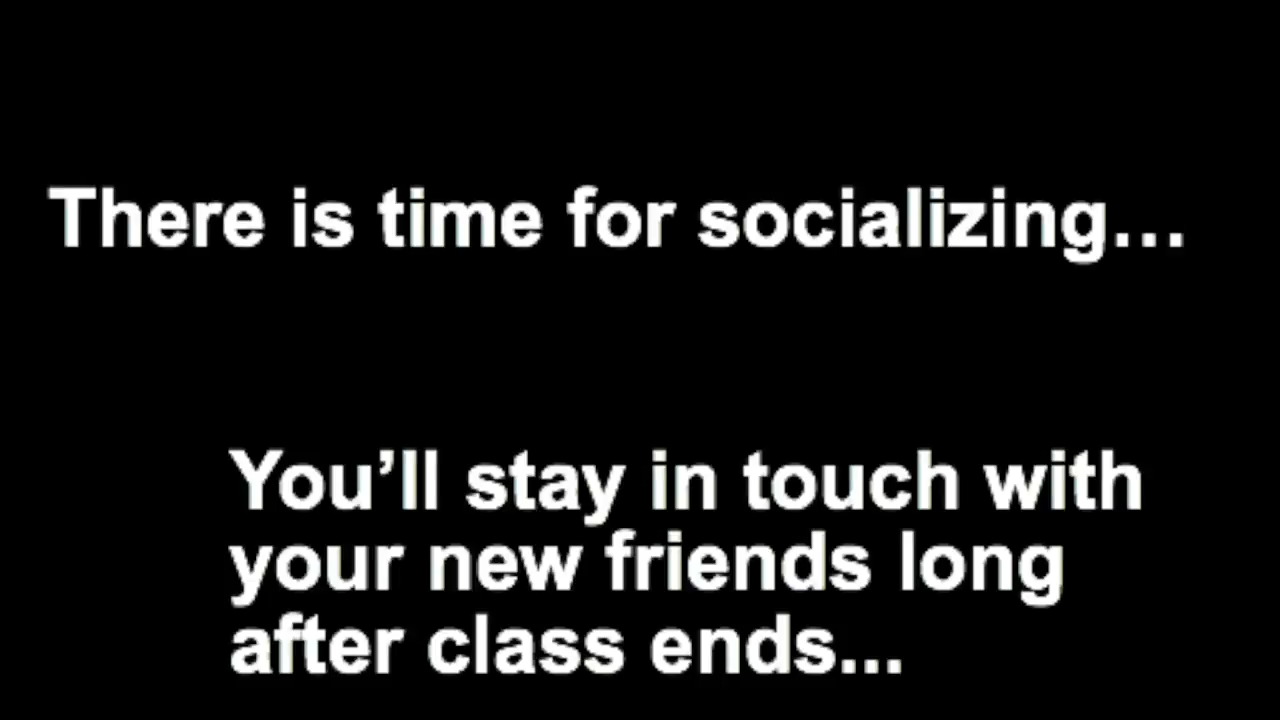 There is time for socializing…
You’ll stay in touch with
your new friends long
after class ends...